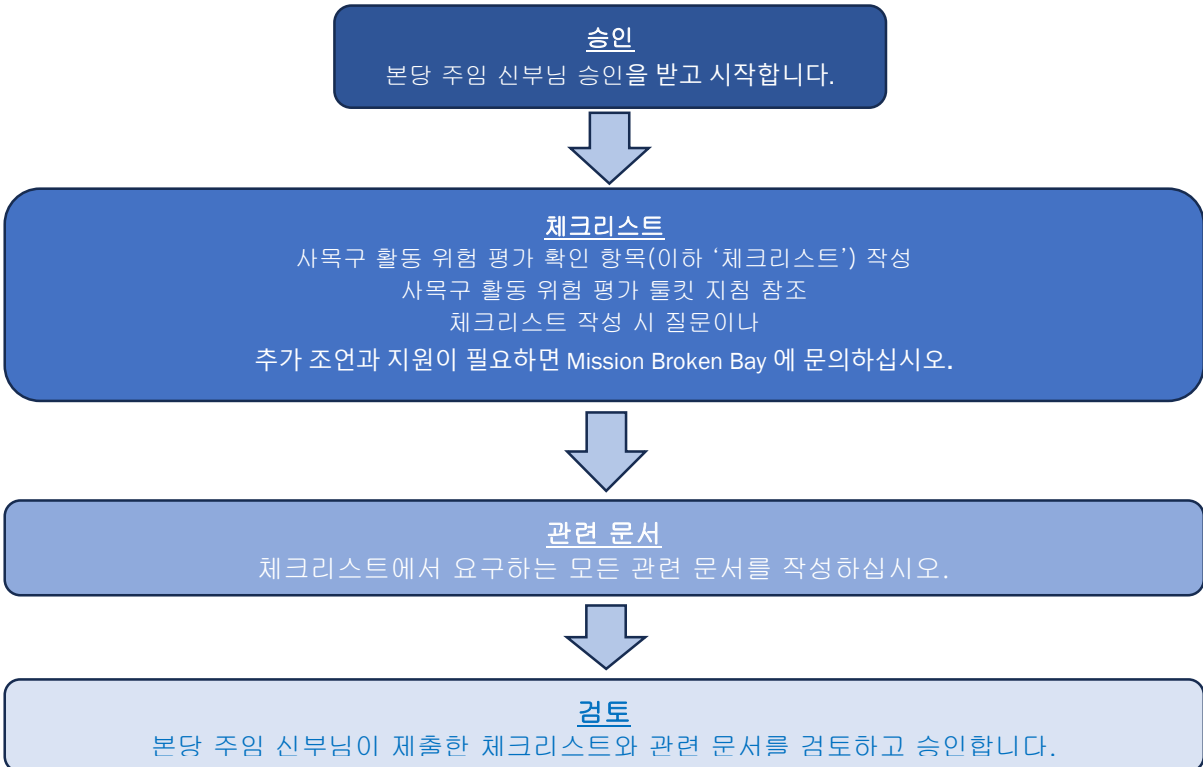 승인
본당 주임 신부님 승인을 받고 시작합니다.
체크리스트
사목구 활동 위험 평가 확인 항목(이하 ‘체크리스트’) 작성
사목구 활동 위험 평가 툴킷 지침 참조
체크리스트 작성 시 질문이나
추가 조언과 지원이 필요하면 Mission Broken Bay 에 문의하십시오.
관련 문서
체크리스트에서 요구하는 모든 관련 문서를 작성하십시오.
검토
본당 주임 신부님이 제출한 체크리스트와 관련 문서를 검토하고 승인합니다.